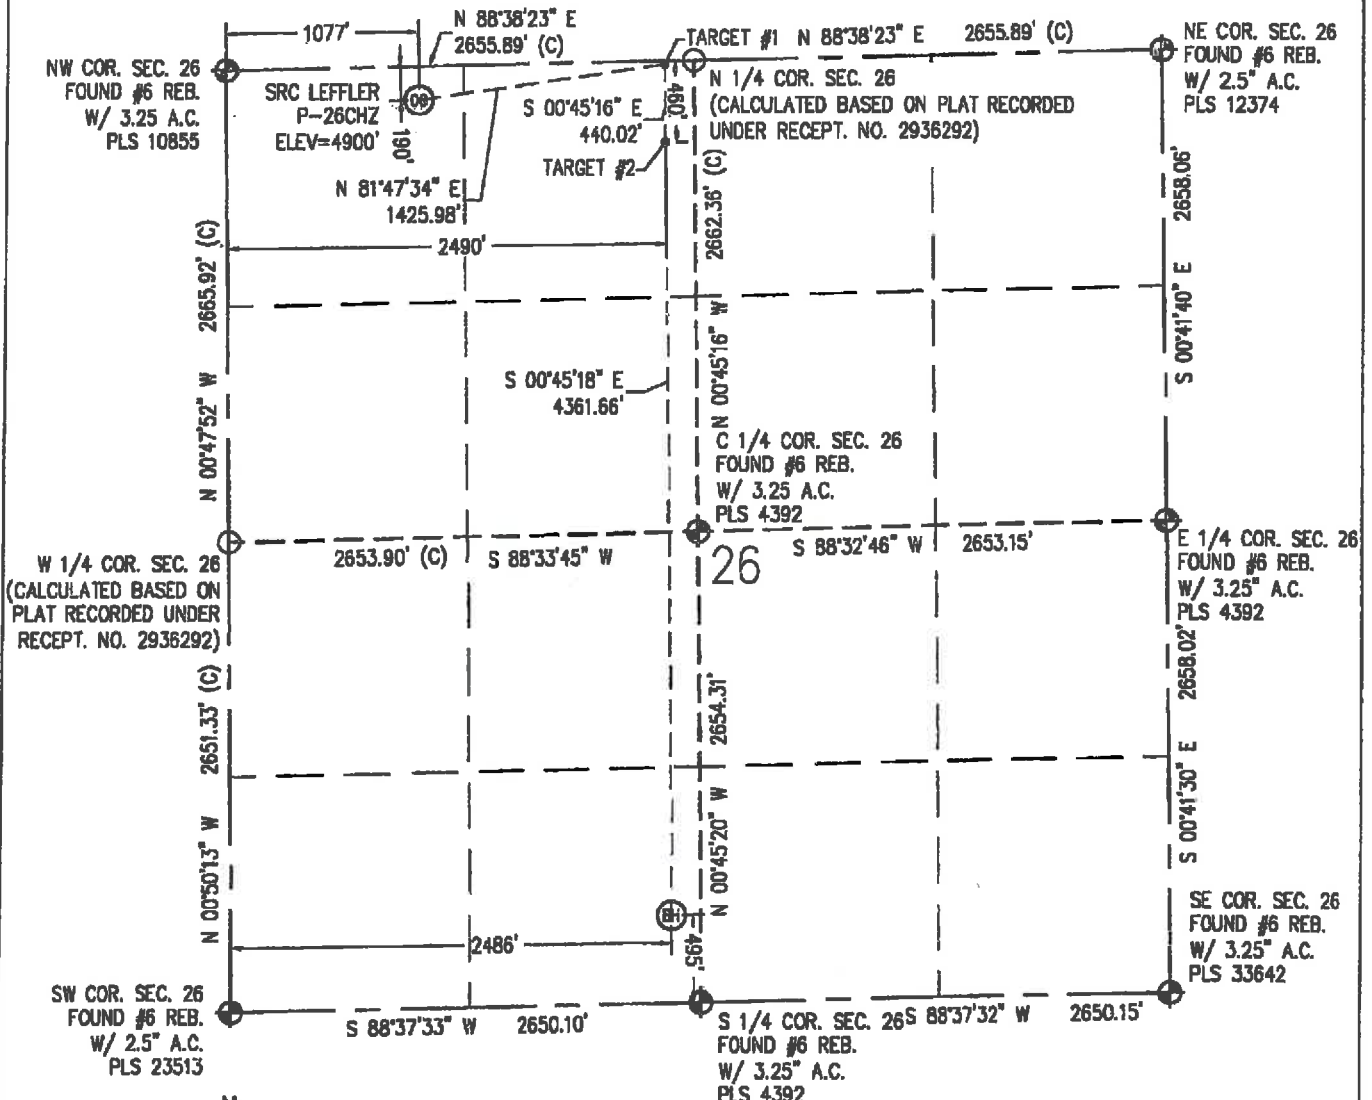 1077'
N 88°38'23" E
2655.89' (C)
TARGET #1
N 88°38'23" E
2655.89' (C)
NE COR. SEC. 26
FOUND #6 REB.
W/ 2.5" A.C.
PLS 12374
NW COR. SEC. 26
FOUND #6 REB.
W/ 3.25 A.C.
PLS 10855
SRC LEFFLER
P-26CHZ
ELEV=4900'
190'
S 00°45'16" E
440.02'
TARGET #2
460'
N 1/4 COR. SEC. 26
(CALCULATED BASED ON PLAT RECORDED
UNDER RECEPT. NO. 2936292)
N 81°47'34" E
1425.98'
2490'
N 00°47'52" W 2665.92' (C)
N 00°45'16" W 2662.36' (C)
S 00°41'40" E 2658.06'
S 00°45'18" E
4361.66'
C 1/4 COR. SEC. 26
FOUND #6 REB.
W/ 3.25 A.C.
PLS 4392
W 1/4 COR. SEC. 26
(CALCULATED BASED ON
PLAT RECORDED UNDER
RECEPT. NO. 2936292)
2653.90' (C) S 88°33'45" W
26
S 88°32'46" W 2653.15'
E 1/4 COR. SEC. 26
FOUND #6 REB.
W/ 3.25" A.C.
PLS 4392
N 00°50'13" W 2651.33' (C)
N 00°45'20" W 2654.31'
S 00°41'30" E 2658.02'
BH
2486'
495'
SW COR. SEC. 26
FOUND #6 REB.
W/ 2.5" A.C.
PLS 23513
S 88°37'33" W 2650.10'
S 1/4 COR. SEC. 26
FOUND #6 REB.
W/ 3.25" A.C.
PLS 4392
S 88°37'32" W 2650.15'
SE COR. SEC. 26
FOUND #6 REB.
W/ 3.25" A.C.
PLS 33642